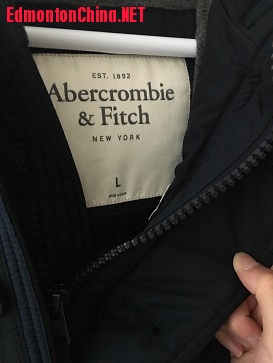 EdmontonChina.NET
EST. 1892
Abercrombie
& Fitch
NEW YORK
L